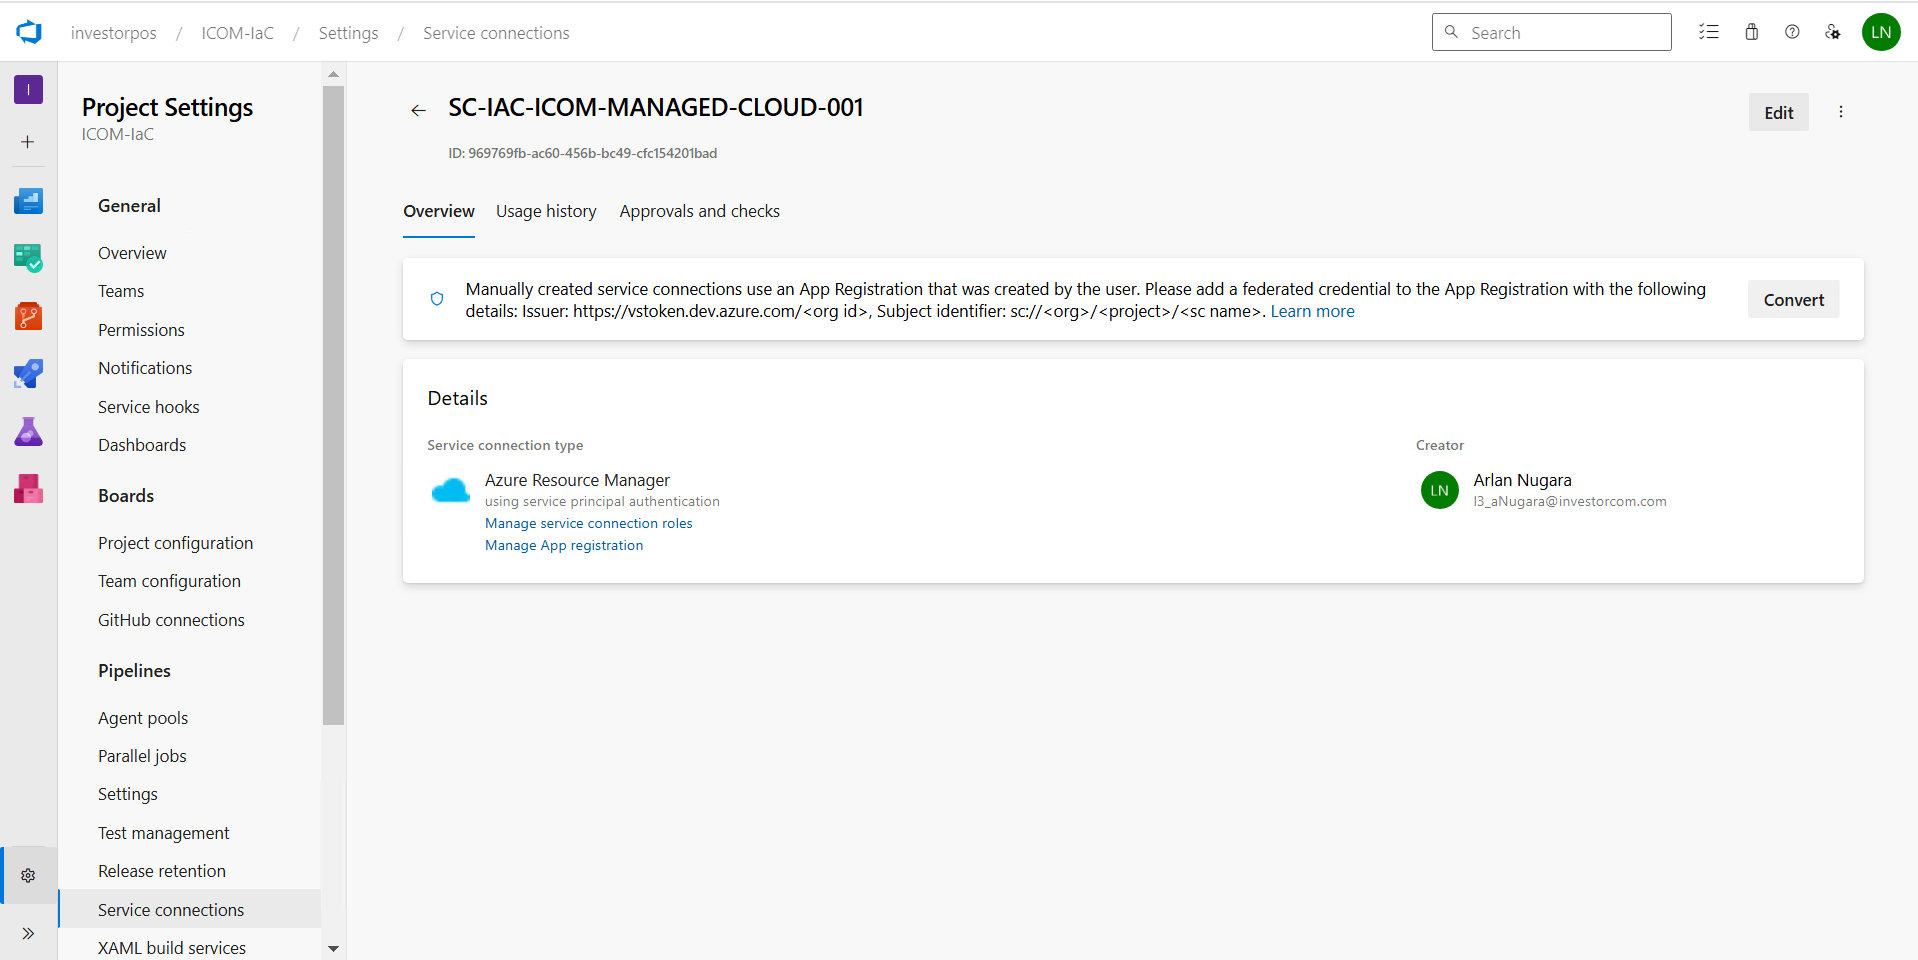 investorpos / ICOM-IaC / Settings / Service connections
Search
LN
I
Project Settings
ICOM-IaC
General
Overview
Teams
Permissions
Notifications
Service hooks
Dashboards
Boards
Project configuration
Team configuration
GitHub connections
Pipelines
Agent pools
Parallel jobs
Settings
Test management
Release retention
Service connections
XAML build services
SC-IAC-ICOM-MANAGED-CLOUD-001
Edit
ID: 969769fb-ac60-456b-bc49-cfc154201bad
Overview Usage history Approvals and checks
Manually created service connections use an App Registration that was created by the user. Please add a federated credential to the App Registration with the following
details: Issuer: https://vstoken.dev.azure.com/<org id>, Subject identifier: sc://<org>/<project>/<sc name>. Learn more
Convert
Details
Service connection type
Azure Resource Manager
using service principal authentication
Manage service connection roles
Manage App registration
Creator
LN
Arlan Nugara
l3_aNugara@investorcom.com